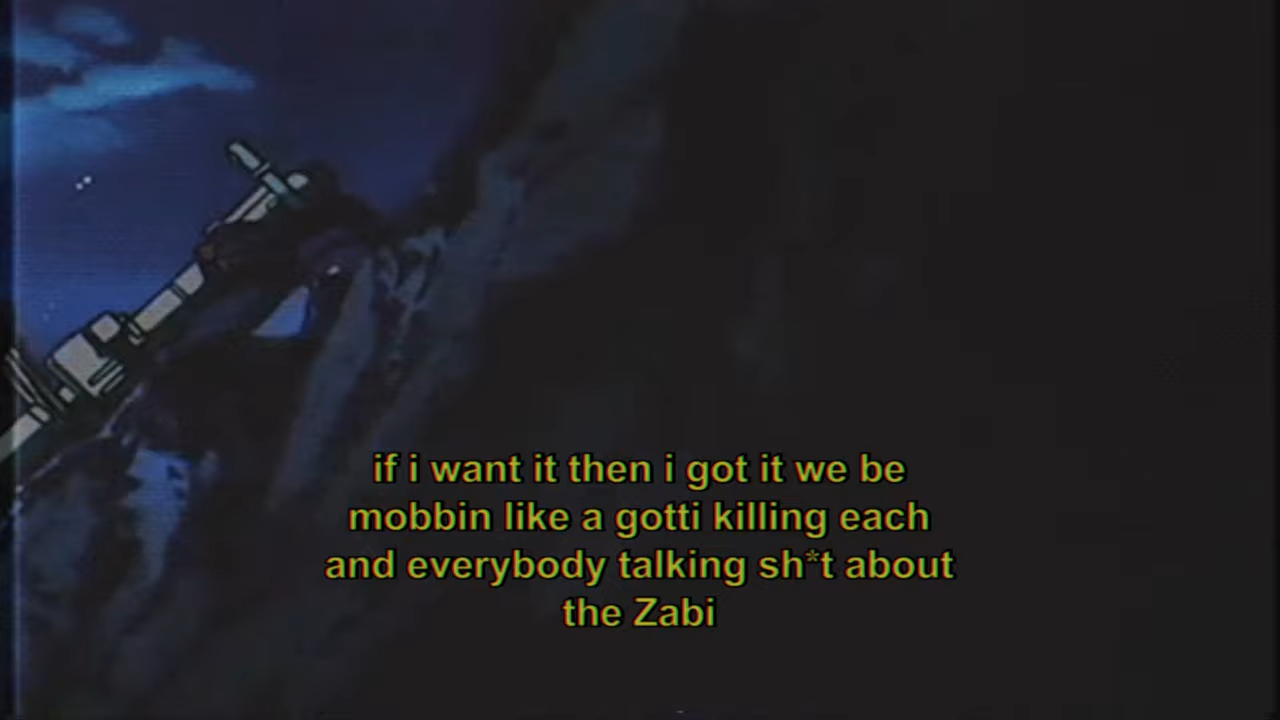 if i want it then i got it we be
mobbin like a gotti killing each
and everybody talking sh*t about
the Zabi